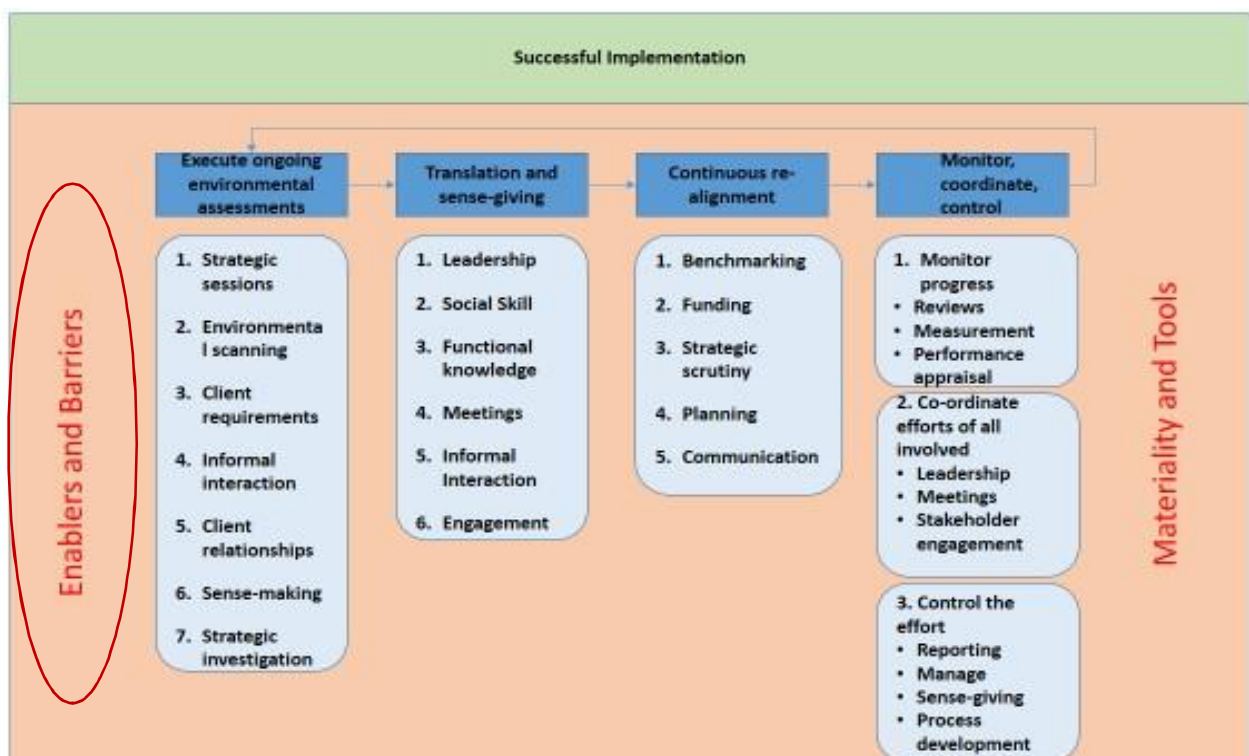 Successful Implementation
Execute ongoing
environmental
assessments
Translation and
sense-giving
Continuous re-
alignment
Monitor,
coordinate,
control
Enablers and Barriers
1. Strategic
sessions
2. Environmenta
l scanning
3. Client
requirements
4. Informal
interaction
5. Client
relationships
6. Sense-making
7. Strategic
investigation
1. Leadership
2. Social Skill
3. Functional
knowledge
4. Meetings
5. Informal
Interaction
6. Engagement
1. Benchmarking
2. Funding
3. Strategic
scrutiny
4. Planning
5. Communication
1. Monitor
progress
• Reviews
• Measurement
• Performance
appraisal
2. Co-ordinate
efforts of all
involved
• Leadership
• Meetings
• Stakeholder
engagement
3. Control the
effort
• Reporting
• Manage
• Sense-giving
• Process
development
Materiality and Tools